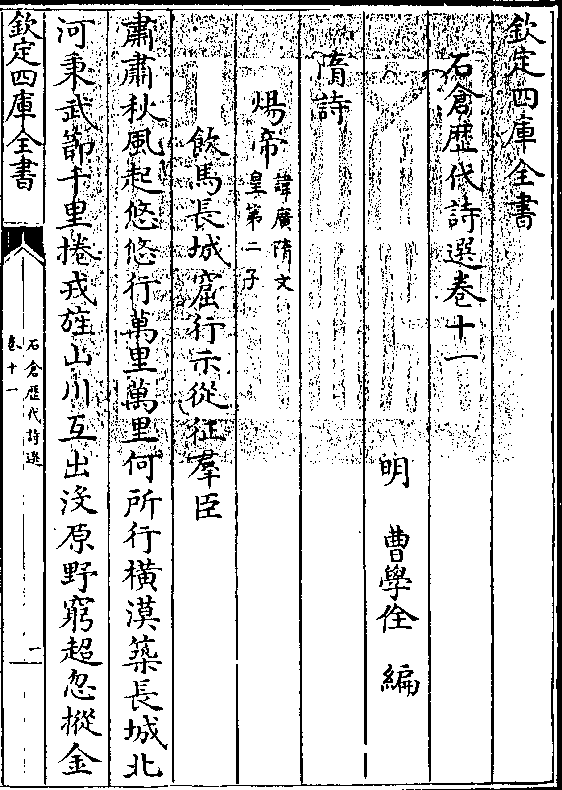 欽定四庫全書
石倉歴代詩選卷十一
明 曹學佺 編
隋詩
煬帝
諱廣隋文
皇第二子
飲馬長城窟行示從征羣臣
肅肅秋風起悠悠行萬里萬里何所行橫漠築長城北
河秉武節千里捲戎旌山川互出没原野窮超忽摐金
欽定四庫全書
石倉歴代詩選
卷十一
一